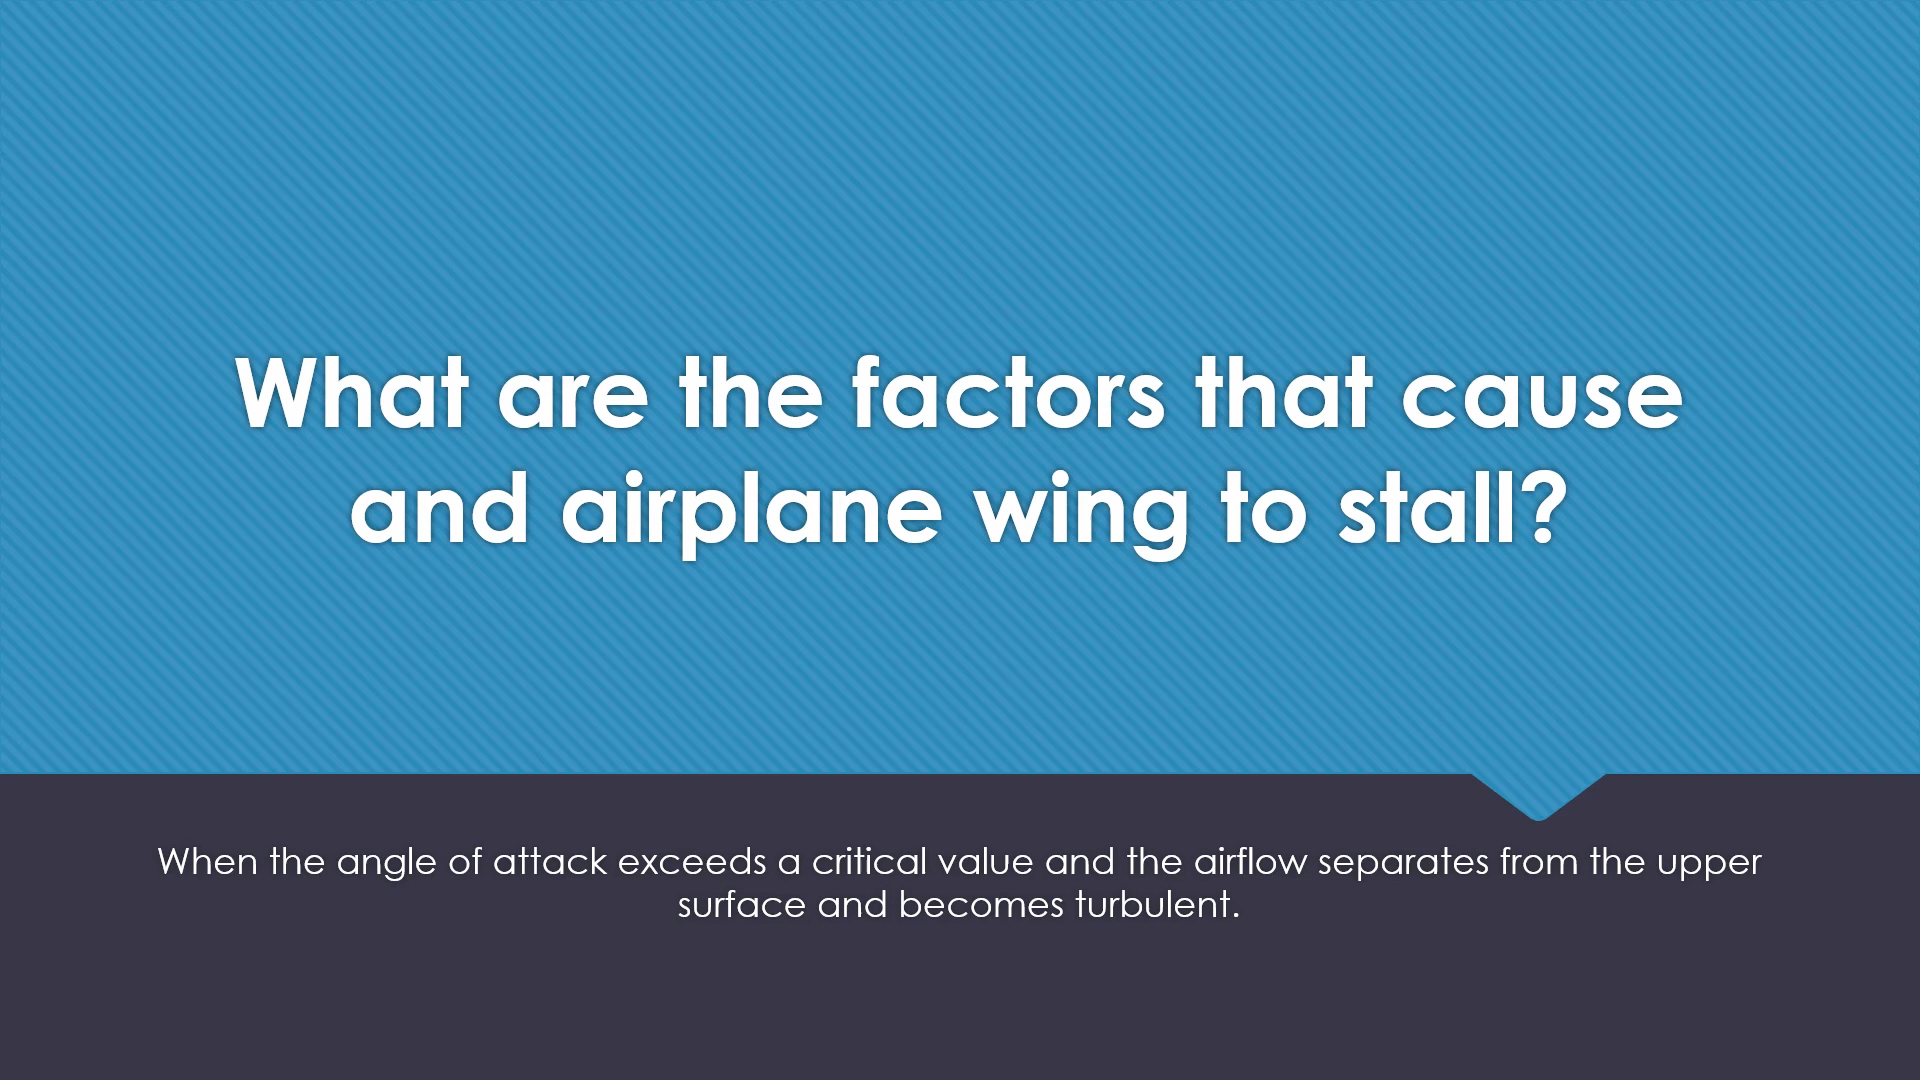 What are the factors that cause
and airplane wing to stall?
When the angle of attack exceeds a critical value and the airflow separates from the upper
surface and becomes turbulent.